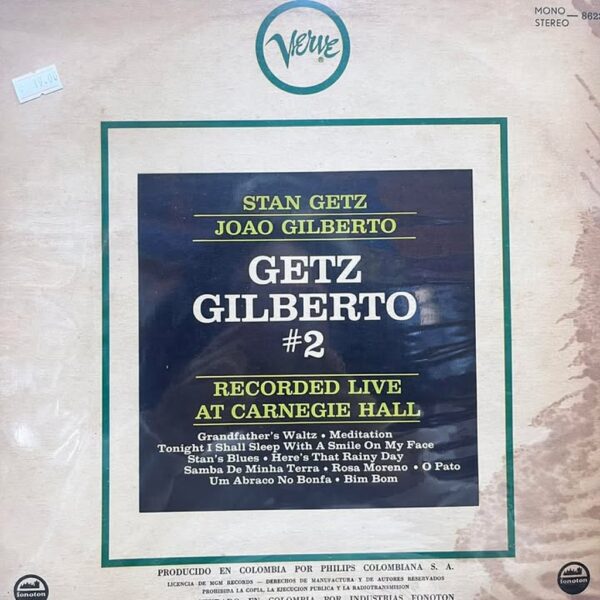 MONO
STEREO — 862
Verve
®
19.00
STAN GETZ
JOAO GILBERTO
GETZ
GILBERTO
#2
RECORDED LIVE
AT CARNEGIE HALL
Grandfather's Waltz • Meditation
Tonight I Shall Sleep With A Smile On My Face
Stan's Blues • Here's That Rainy Day
Samba De Minha Terra • Rosa Moreno • O Pato
Um Abraco No Bonfa • Bim Bom
PRODUCIDO EN COLOMBIA POR PHILIPS COLOMBIANA S. A.
LICENCIA DE MGM RECORDS — DERECHOS DE MANUFACTURA Y DE AUTORES RESERVADOS
PROHIBIDA LA COPIA, LA EJECUCION PUBLICA Y LA RADIOTRANSMISION
EN COLOMBIA POR INDUSTRIAS FONOTON
fonoton
fonoton